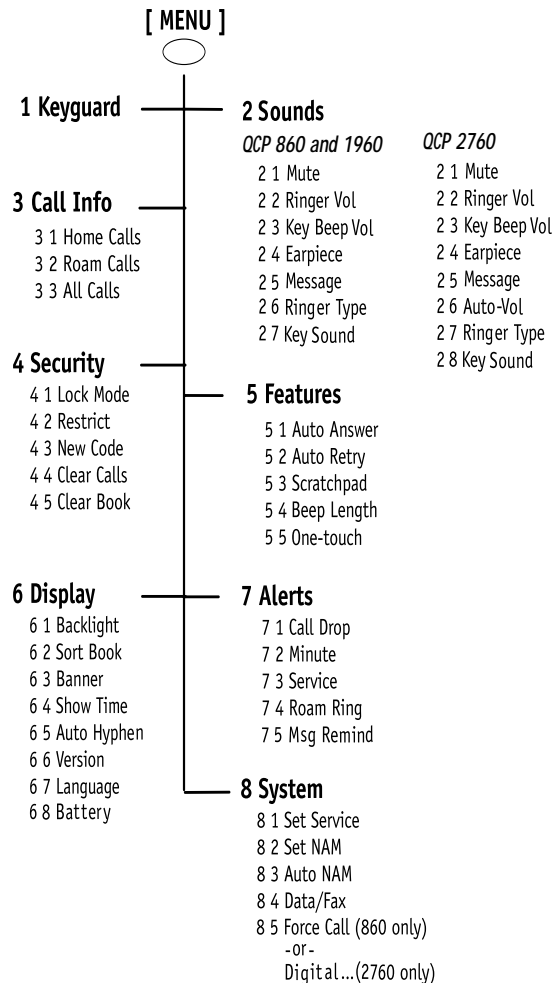 [ MENU ]
1 Keyguard
2 Sounds
QCP 860 and 1960
2 1 Mute
2 2 Ringer Vol
2 3 Key Beep Vol
2 4 Earpiece
2 5 Message
2 6 Ringer Type
2 7 Key Sound
QCP 2760
2 1 Mute
2 2 Ringer Vol
2 3 Key Beep Vol
2 4 Earpiece
2 5 Message
2 6 Auto-Vol
2 7 Ringer Type
2 8 Key Sound
3 Call Info
3 1 Home Calls
3 2 Roam Calls
3 3 All Calls
4 Security
4 1 Lock Mode
4 2 Restrict
4 3 New Code
4 4 Clear Calls
4 5 Clear Book
5 Features
5 1 Auto Answer
5 2 Auto Retry
5 3 Scratchpad
5 4 Beep Length
5 5 One-touch
6 Display
6 1 Backlight
6 2 Sort Book
6 3 Banner
6 4 Show Time
6 5 Auto Hyphen
6 6 Version
6 7 Language
6 8 Battery
7 Alerts
7 1 Call Drop
7 2 Minute
7 3 Service
7 4 Roam Ring
7 5 Msg Remind
8 System
8 1 Set Service
8 2 Set NAM
8 3 Auto NAM
8 4 Data/Fax
8 5 Force Call (860 only)
-or-
Digital...(2760 only)